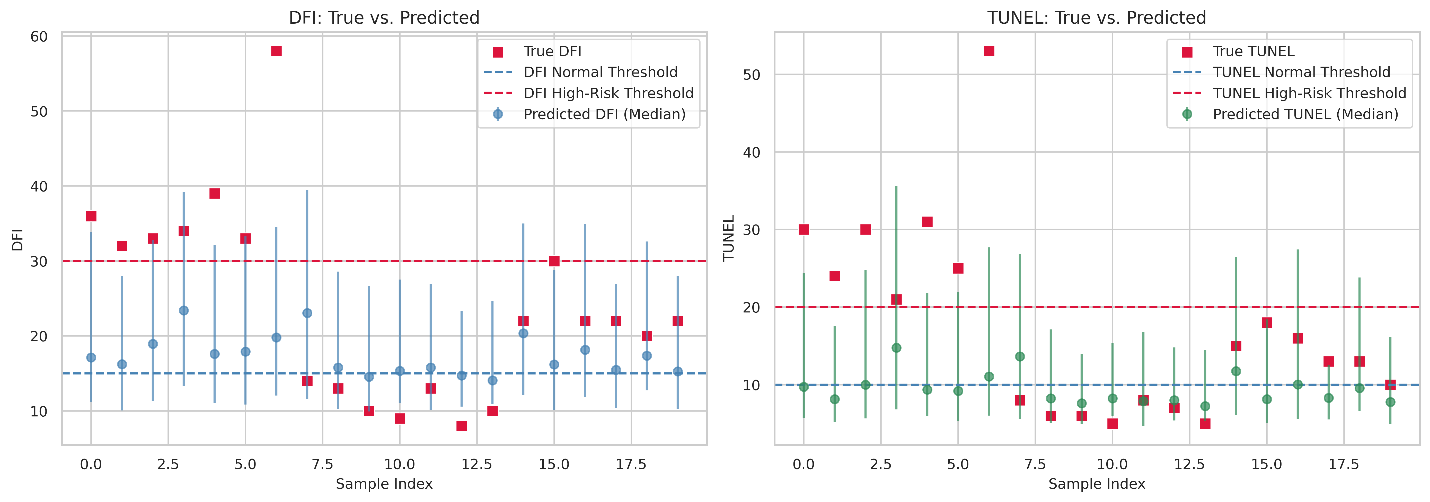 DFI: True vs. Predicted
60
50
40
30
20
10
DFI
True DFI
DFI Normal Threshold
DFI High-Risk Threshold
Predicted DFI (Median)
0.0 2.5 5.0 7.5 10.0 12.5 15.0 17.5
Sample Index
TUNEL: True vs. Predicted
50
40
30
20
10
TUNEL
True TUNEL
TUNEL Normal Threshold
TUNEL High-Risk Threshold
Predicted TUNEL (Median)
0.0 2.5 5.0 7.5 10.0 12.5 15.0 17.5
Sample Index